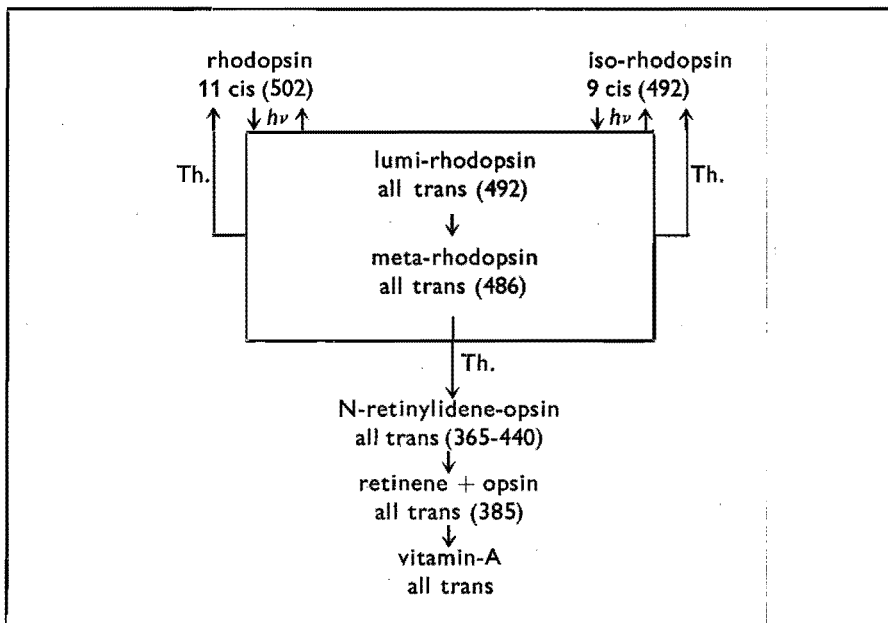 rhodopsin
11 cis (502)
iso-rhodopsin
9 cis (492)
hν
hν
Th.
Th.
lumi-rhodopsin
all trans (492)
meta-rhodopsin
all trans (486)
Th.
N-retinylidene-opsin
all trans (365-440)
retinene + opsin
all trans (385)
vitamin-A
all trans